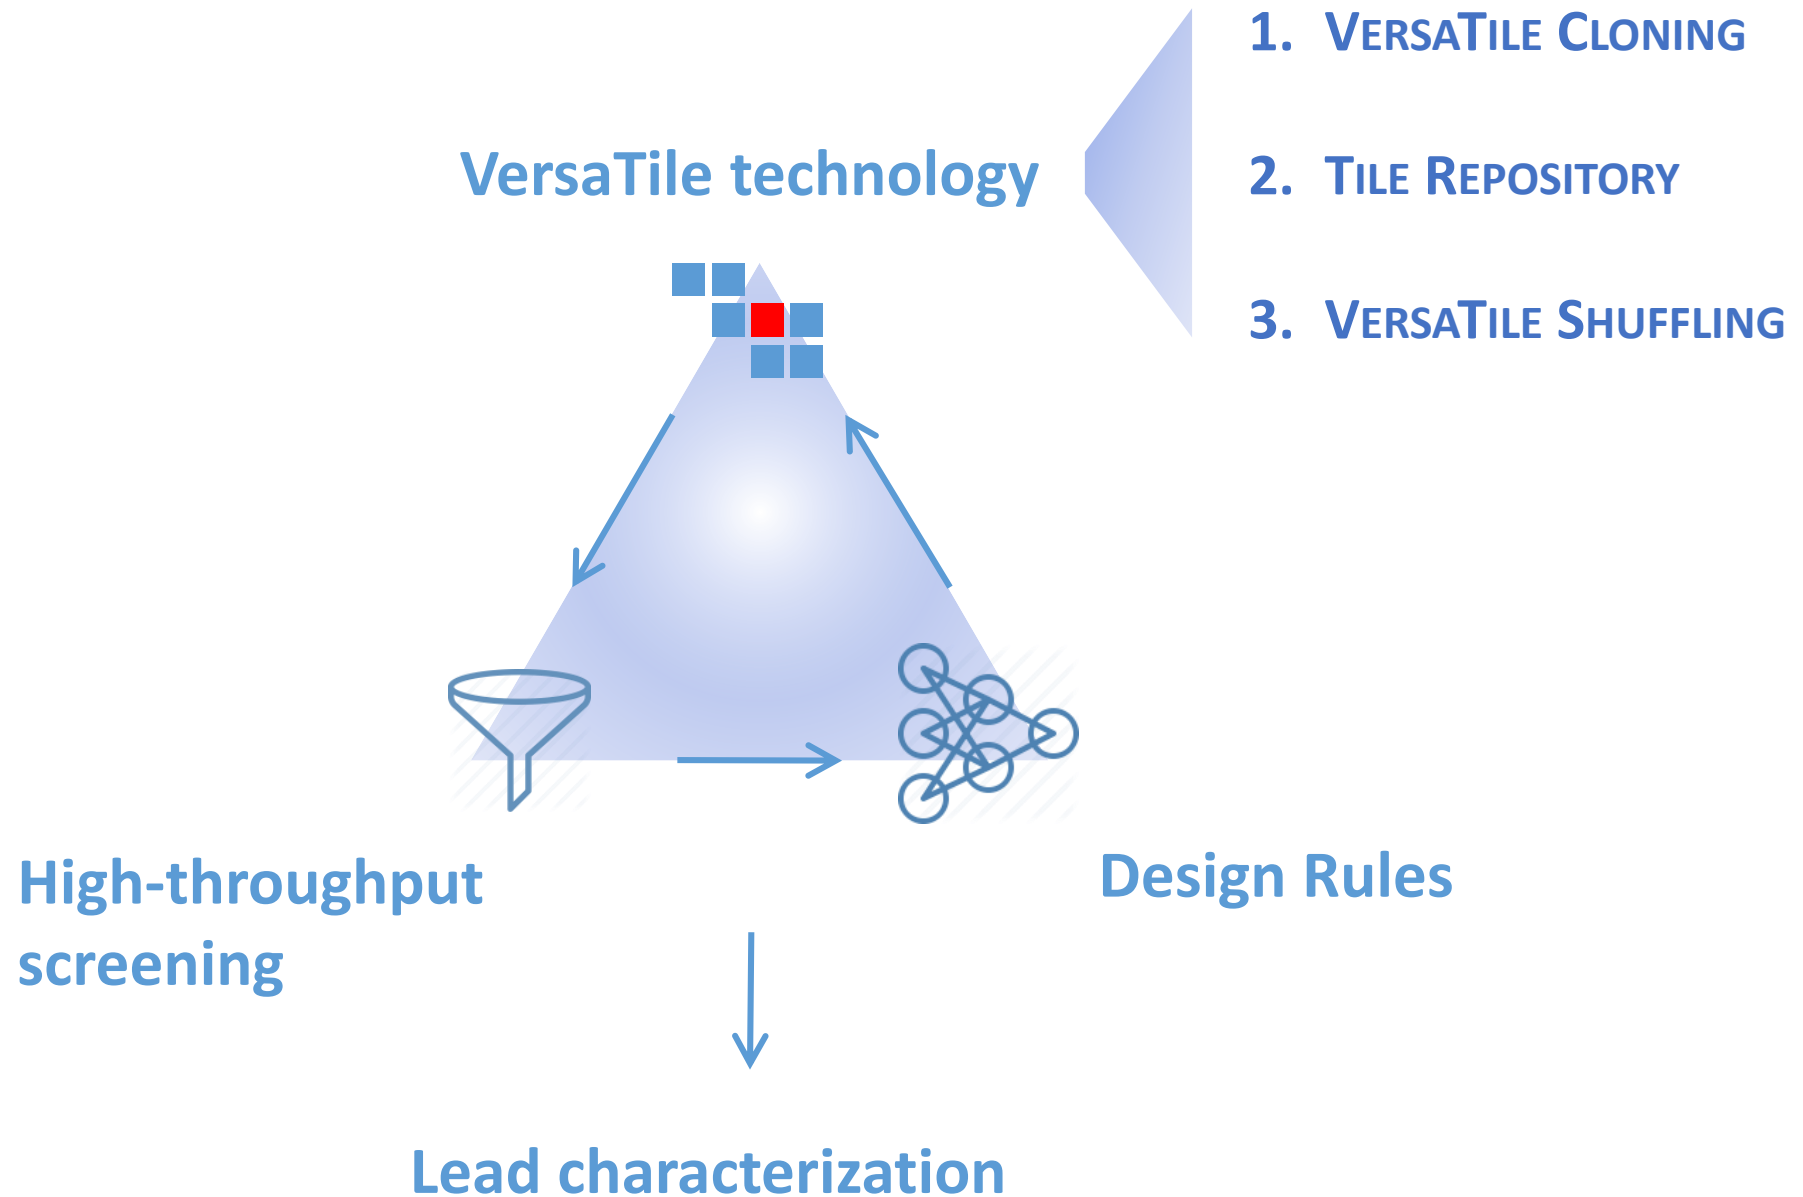 1. VersaTile Cloning
VersaTile technology
2. Tile Repository
3. VersaTile Shuffling
High-throughput
screening
Design Rules
Lead characterization